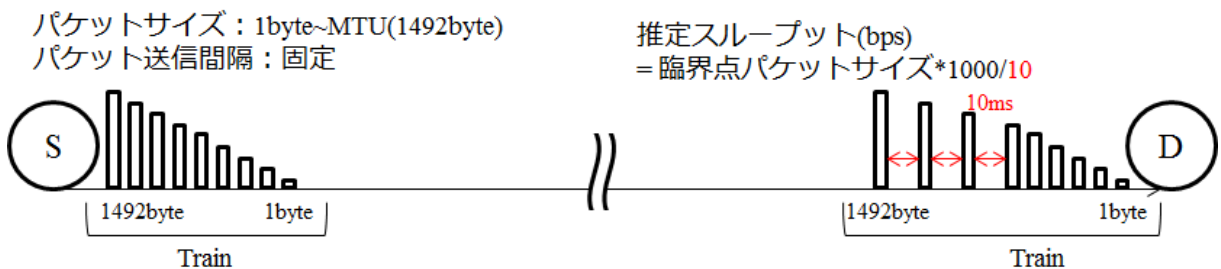 パケットサイズ：1byte~MTU(1492byte)
パケット送信間隔：固定
推定スループット(bps)
= 臨界点パケットサイズ*1000/10
10ms
S
D
1492byte
1byte
Train
1492byte
1byte
Train